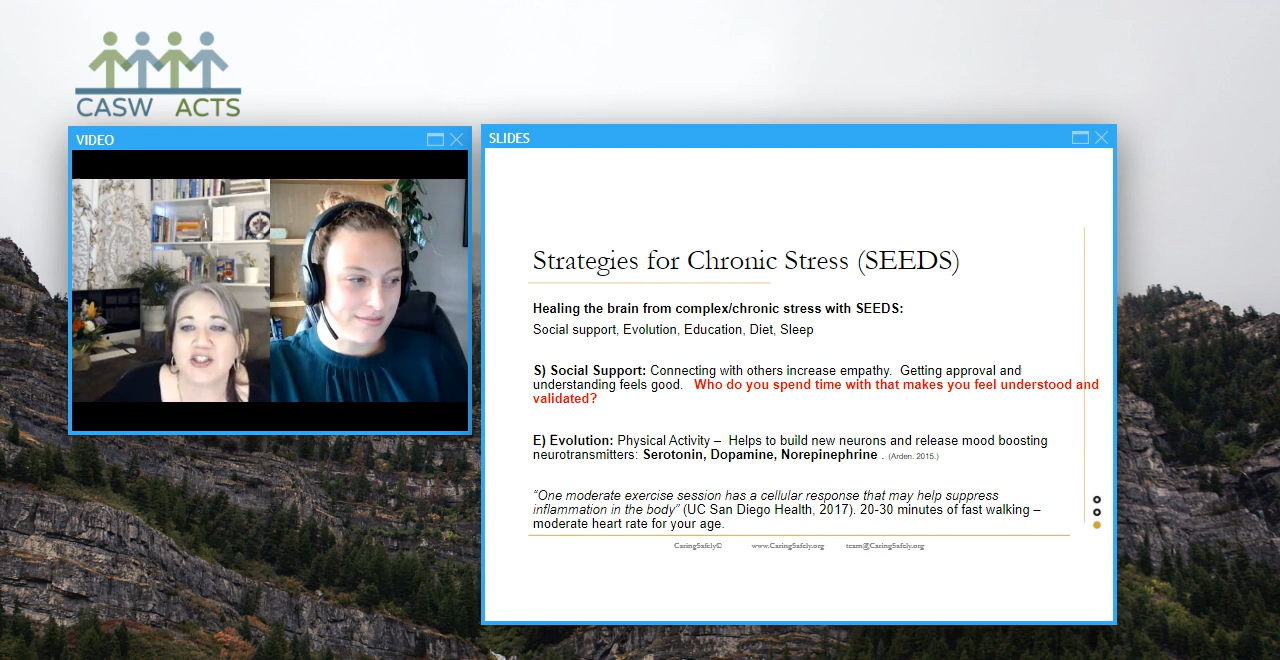 CASW ACTS
VIDEO
SLIDES
Strategies for Chronic Stress (SEEDS)
Healing the brain from complex/chronic stress with SEEDS:
Social support, Evolution, Education, Diet, Sleep
S) Social Support: Connecting with others increase empathy. Getting approval and
understanding feels good. Who do you spend time with that makes you feel understood and
validated?
E) Evolution: Physical Activity – Helps to build new neurons and release mood boosting
neurotransmitters: Serotonin, Dopamine, Norepinephrine . (Arden. 2015.)
“One moderate exercise session has a cellular response that may help suppress
inflammation in the body” (UC San Diego Health, 2017). 20-30 minutes of fast walking –
moderate heart rate for your age.
CaringSafely© www.CaringSafely.org team@CaringSafely.org